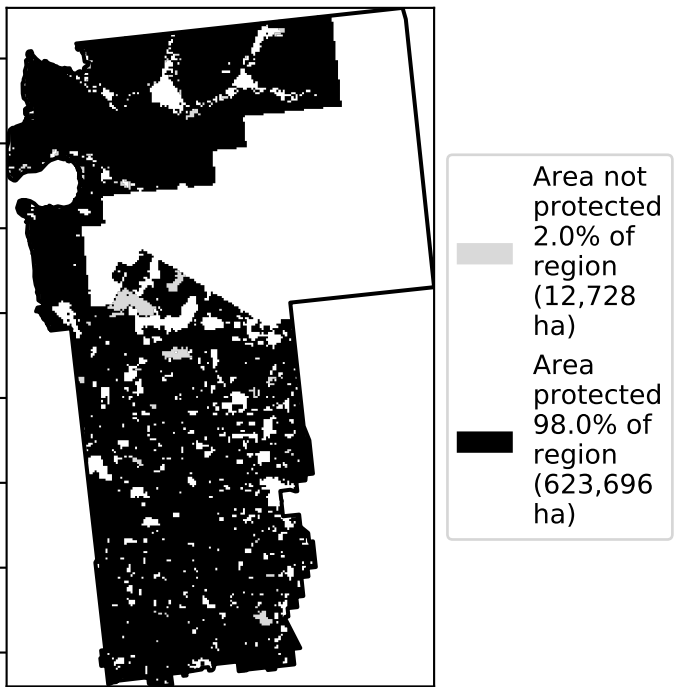 Area not
protected
2.0% of
region
(12,728
ha)
Area
protected
98.0% of
region
(623,696
ha)